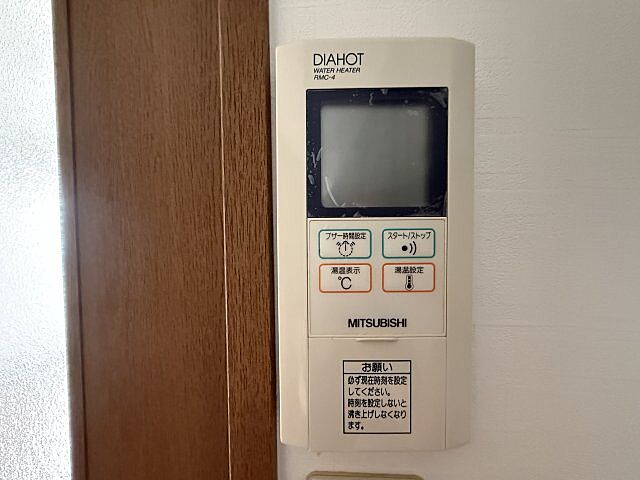 DIAHOT
WATER HEATER
RMC-4
ブザー時間設定
スタート/ストップ
湯温表示
湯温設定
℃
MITSUBISHI
お願い
必ず現在時刻を設定
してください。
時刻を設定しないと
沸き上げしなくなり
ます。